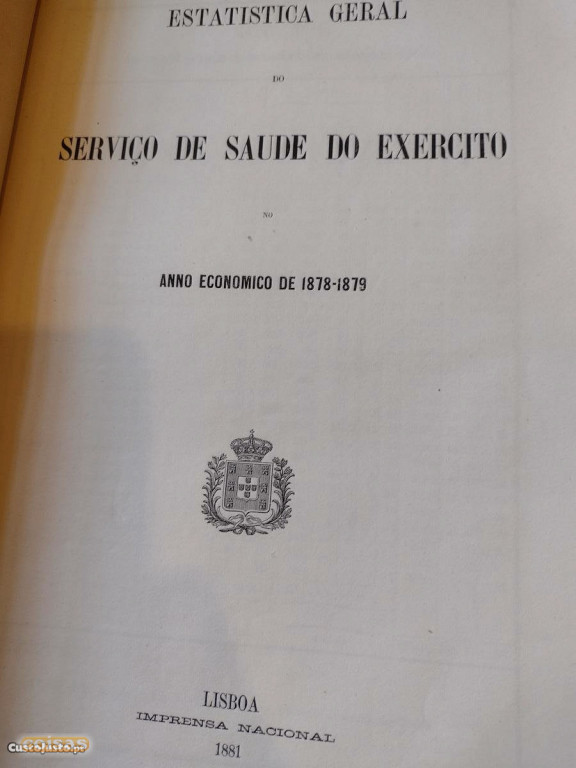 ESTATISTICA GERAL
DO
SERVIÇO DE SAUDE DO EXERCITO
NO
ANNO ECONOMICO DE 1878-1879
LISBOA
IMPRENSA NACIONAL
1881
CustoJusto.pt
coisas